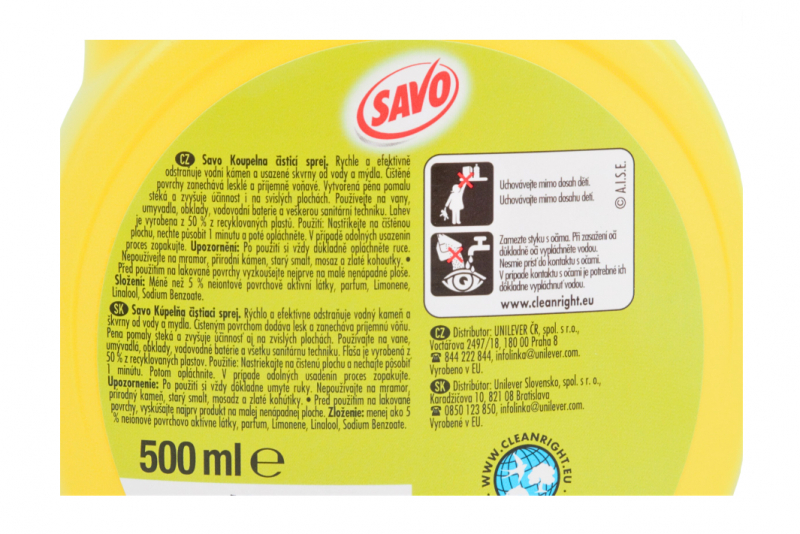 SAVO
CZ Savo Koupelna čistící sprej. Rychle a efektivně
odstraňuje vodní kámen a usazené skvrny od vody a mýdla. Čištěné
povrchy zanechává lesklé a příjemně voňavé. Vytvořená pěna pomalu
stéká a zvyšuje účinnost i na svislých plochách. Používejte na vany,
umyvadla, obklady, vodovodní baterie a veškerou sanitární techniku. Lahev
je vyrobena z 50 % z recyklovaných plastů. Použití: Nastříkejte na čištěnou
plochu, nechte působit 1 minutu a poté opláchněte. V případě odolných usazenin
proces zopakujte. Upozornění: Po použití si vždy důkladně opláchněte ruce.
Nepoužívejte na mramor, přírodní kámen, starý smalt, mosaz a zlaté kohoutky. •
Před použitím na lakované povrchy vyzkoušejte nejprve na malé nenápadné ploše.
Složení: Méně než 5 % neiontové povrchové aktivní látky, parfum, Limonene,
Linalool, Sodium Benzoate.
SK Savo Kúpeľňa čistiaci sprej. Rýchlo a efektívne odstraňuje vodný kameň a
škvrny od vody a mydla. Čisteným povrchom dodáva lesk a zanecháva príjemnú vôňu.
Pena pomaly steká a zvyšuje účinnosť aj na zvislých plochách. Používajte na vane,
umývadlá, obklady, vodovodné batérie a všetku sanitárnu techniku. Fľaša je vyrobená z
50 % z recyklovaných plastov. Použitie: Nastriekajte na čistenú plochu a nechajte pôsobiť
1 minútu. Potom opláchnite. V prípade odolných usadenín proces zopakujte.
Upozornenie: Po použití si vždy dôkladne umyte ruky. Nepoužívajte na mramor,
prírodný kameň, starý smalt, mosadz a zlaté kohútiky. • Pred použitím na lakované
povrchy, vyskúšajte najprv produkt na malej nenápadnej ploche. Zloženie: menej ako 5
% neiónové povrchovo aktívne látky, parfum, Limonene, Linalool, Sodium Benzoate.
500 ml e
Uchovávejte mimo dosah dětí.
Uchovávajte mimo dosahu detí.
Zamezte styku s očima. Při zasažení očí
důkladně oči vypláchněte vodou.
Nesmie prísť do kontaktu s očami.
V prípade kontaktu s očami je potrebné ich
dôkladne vypláchnuť vodou.
www.cleanright.eu
© A.I.S.E.
CZ Distributor: UNILEVER ČR, spol. s r.o.,
Voctářova 2497/18, 180 00 Praha 8
☎ 844 222 844, infolinka@unilever.com.
Vyrobeno v EU.
SK Distribútor: Unilever Slovensko, spol. s r. o.,
Karadžičova 10, 821 08 Bratislava
☎ 0850 123 850, infolinka@unilever.com.
Vyrobené v EÚ.
WWW.CLEANRIGHT.EU